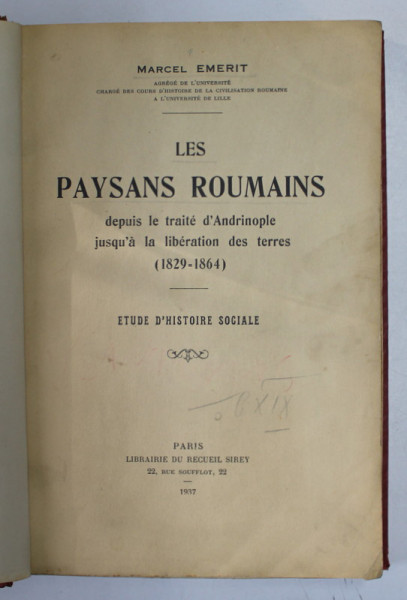 MARCEL EMERIT
AGRÉGÉ DE L'UNIVERSITÉ
CHARGÉ DES COURS D'HISTOIRE DE LA CIVILISATION ROUMAINE
A L'UNIVERSITÉ DE LILLE
LES
PAYSANS ROUMAINS
depuis le traité d'Andrinople
jusqu'à la libération des terres
(1829-1864)
ETUDE D'HISTOIRE SOCIALE
PARIS
LIBRAIRIE DU RECUEIL SIREY
22, RUE SOUFFLOT, 22
1937